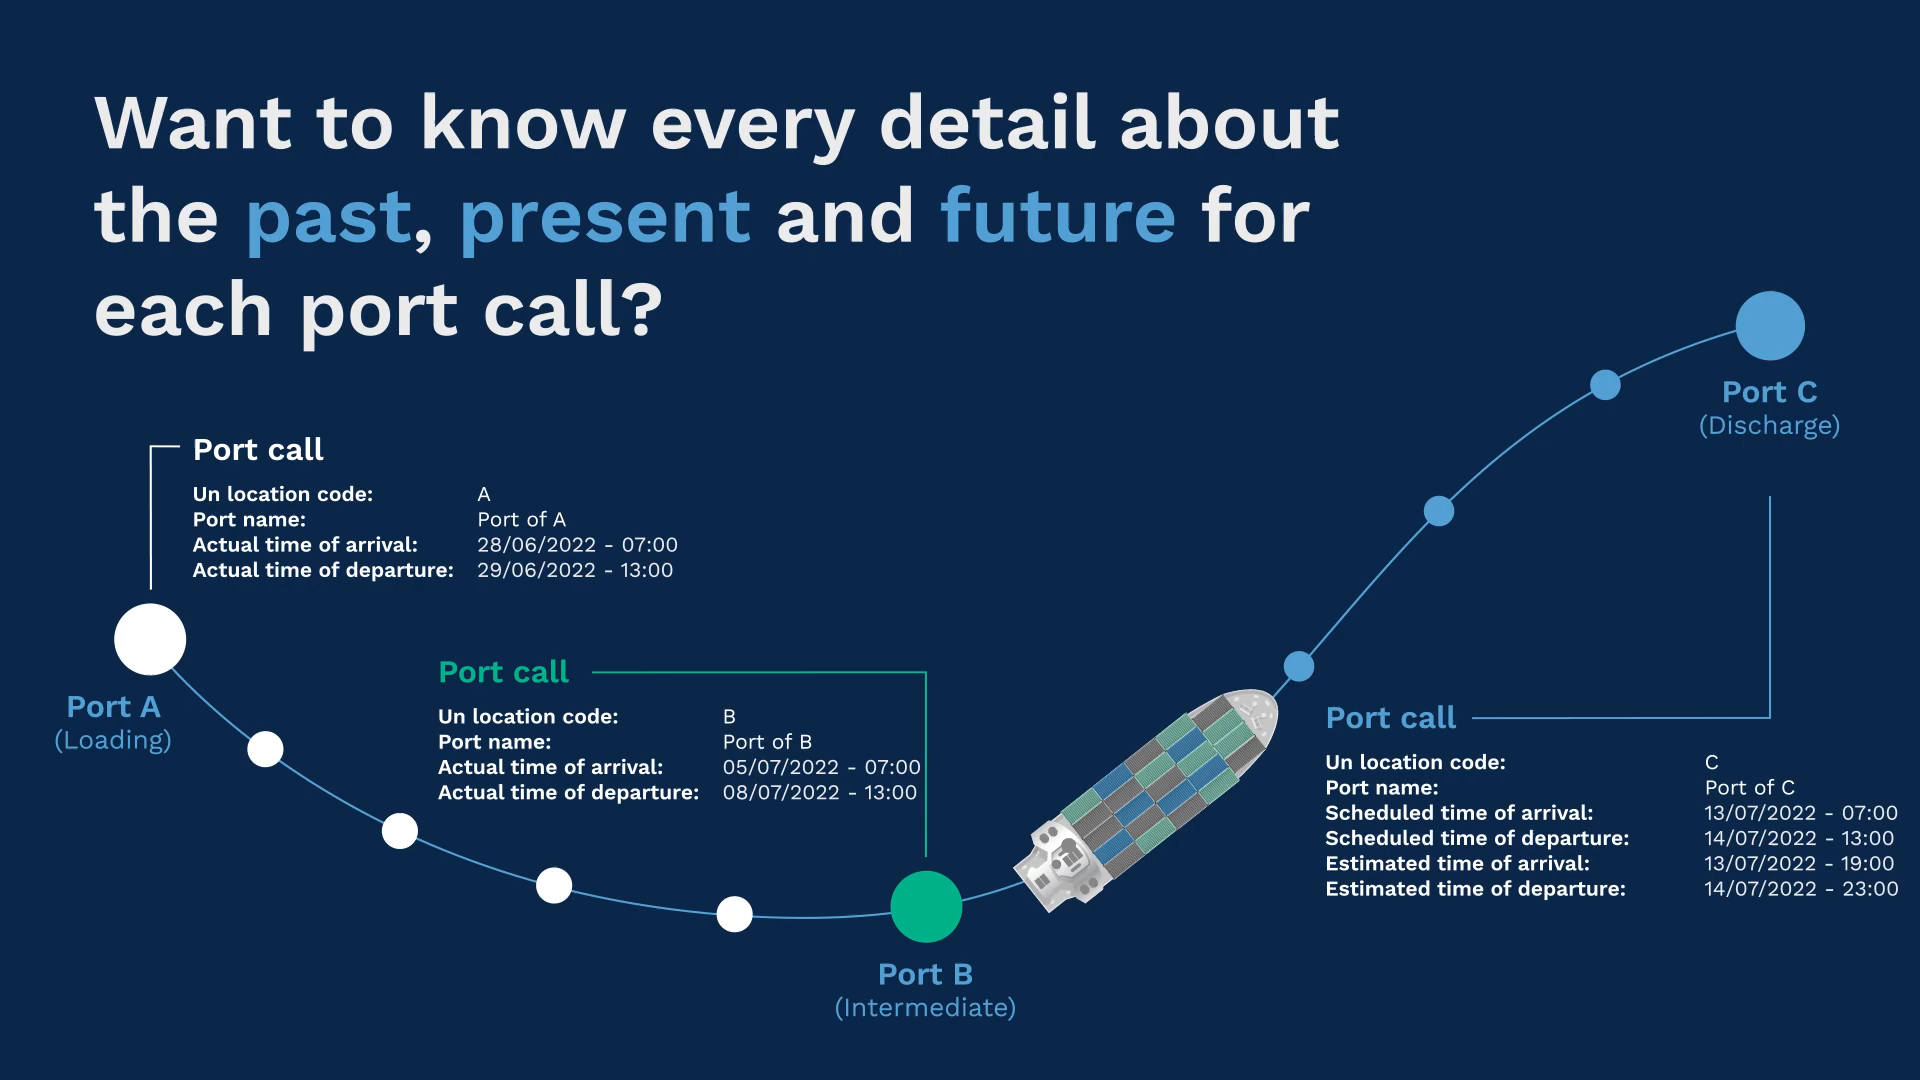 Want to know every detail about
the past, present and future for
each port call?
Port C
(Discharge)
Port call
Un location code: A
Port name: Port of A
Actual time of arrival: 28/06/2022 - 07:00
Actual time of departure: 29/06/2022 - 13:00
Port A
(Loading)
Port call
Un location code: B
Port name: Port of B
Actual time of arrival: 05/07/2022 - 07:00
Actual time of departure: 08/07/2022 - 13:00
Port call
Un location code: C
Port name: Port of C
Scheduled time of arrival: 13/07/2022 - 07:00
Scheduled time of departure: 14/07/2022 - 13:00
Estimated time of arrival: 13/07/2022 - 19:00
Estimated time of departure: 14/07/2022 - 23:00
Port B
(Intermediate)